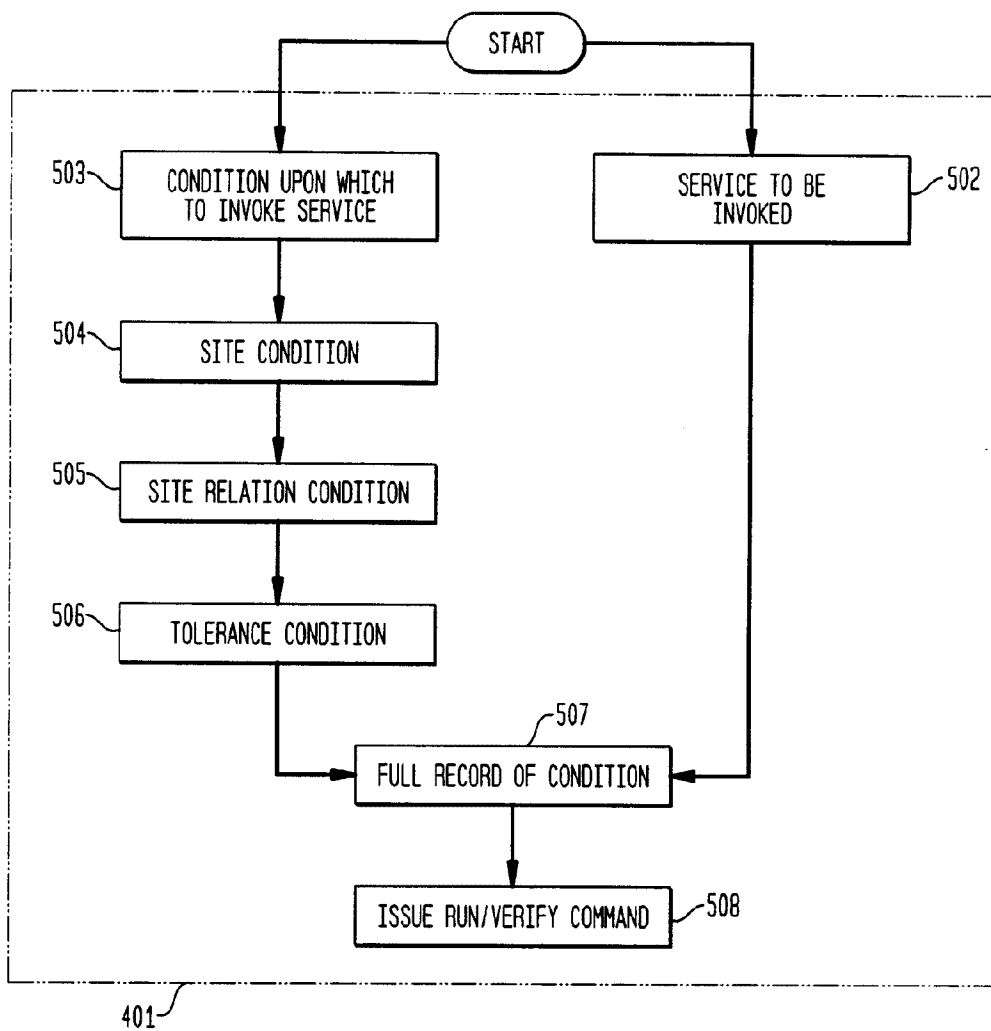 START
503
CONDITION UPON WHICH
TO INVOKE SERVICE
SERVICE TO BE
INVOKED
502
504
SITE CONDITION
505
SITE RELATION CONDITION
506
TOLERANCE CONDITION
507
FULL RECORD OF CONDITION
ISSUE RUN/VERIFY COMMAND
508
401